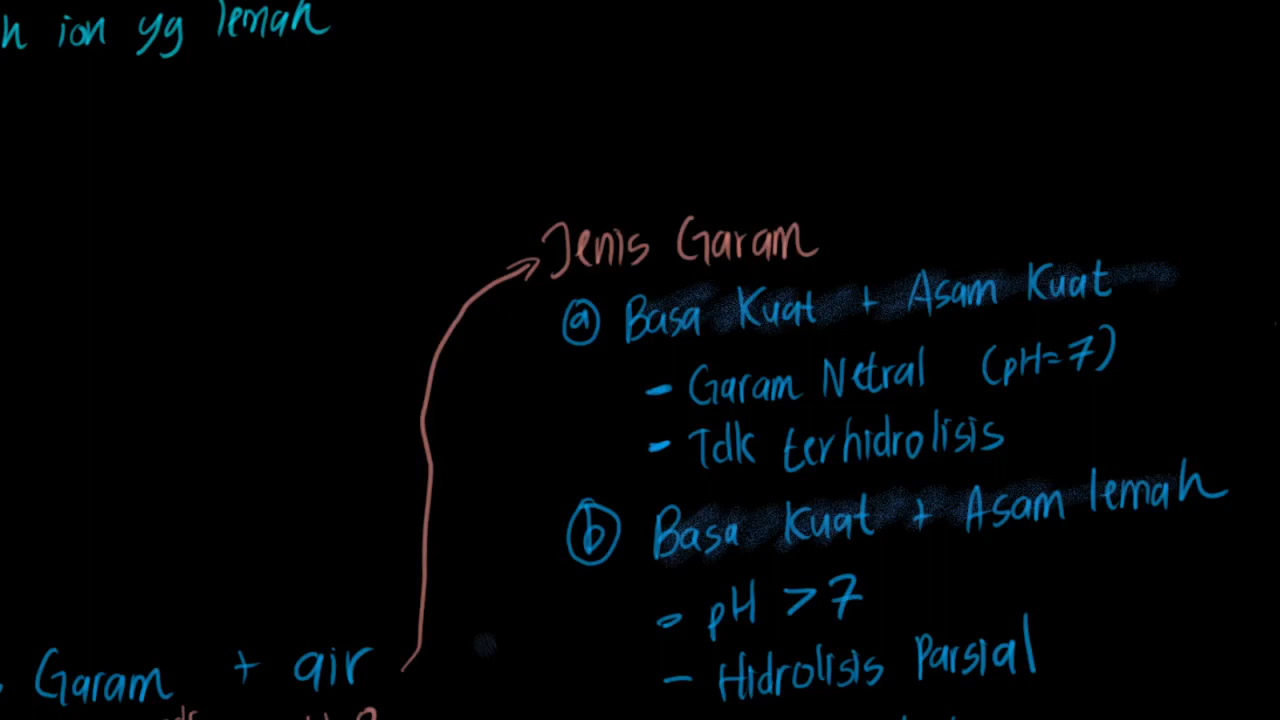 h ion yg lemah
Jenis Garam
ⓐ Basa Kuat + Asam Kuat
- Garam Netral (pH=7)
- Tdk terhidrolisis
ⓑ Basa Kuat + Asam lemah
- pH > 7
- Hidrolisis Parsial
Garam + air